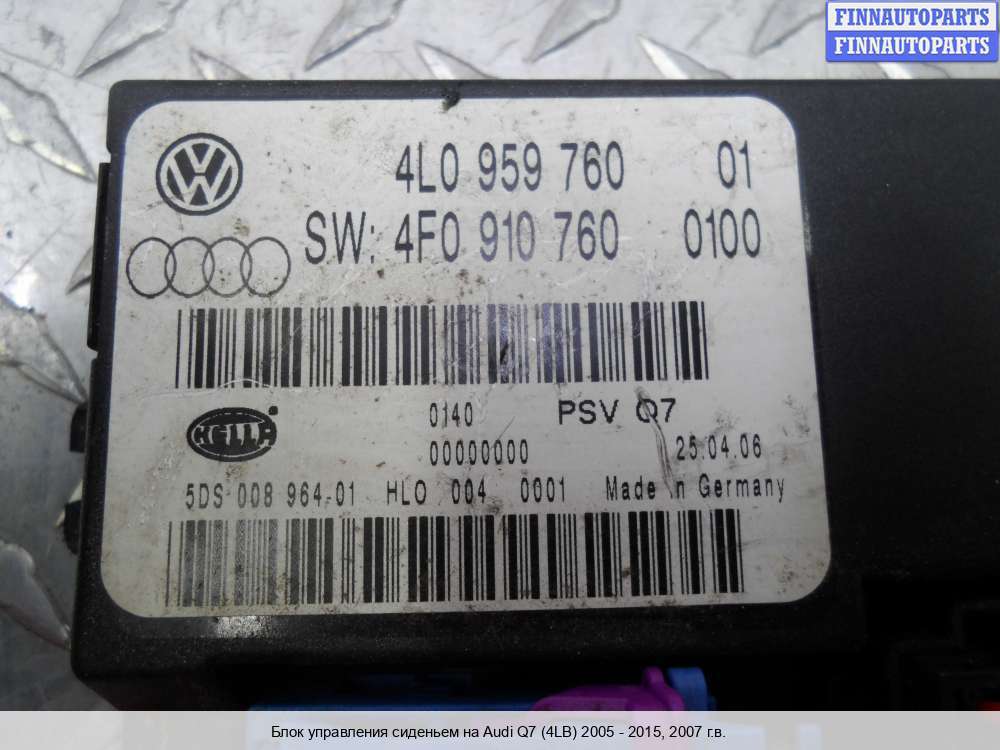 FINNAUTOPARTS
FINNAUTOPARTS
4L0 959 760 01
SW: 4F0 910 760 0100
HELLA
0140 PSV Q7
00000000 25.04.06
5DS 008 964-01 HLO 004 0001 Made in Germany
Блок управления сиденьем на Audi Q7 (4LB) 2005 - 2015, 2007 г.в.